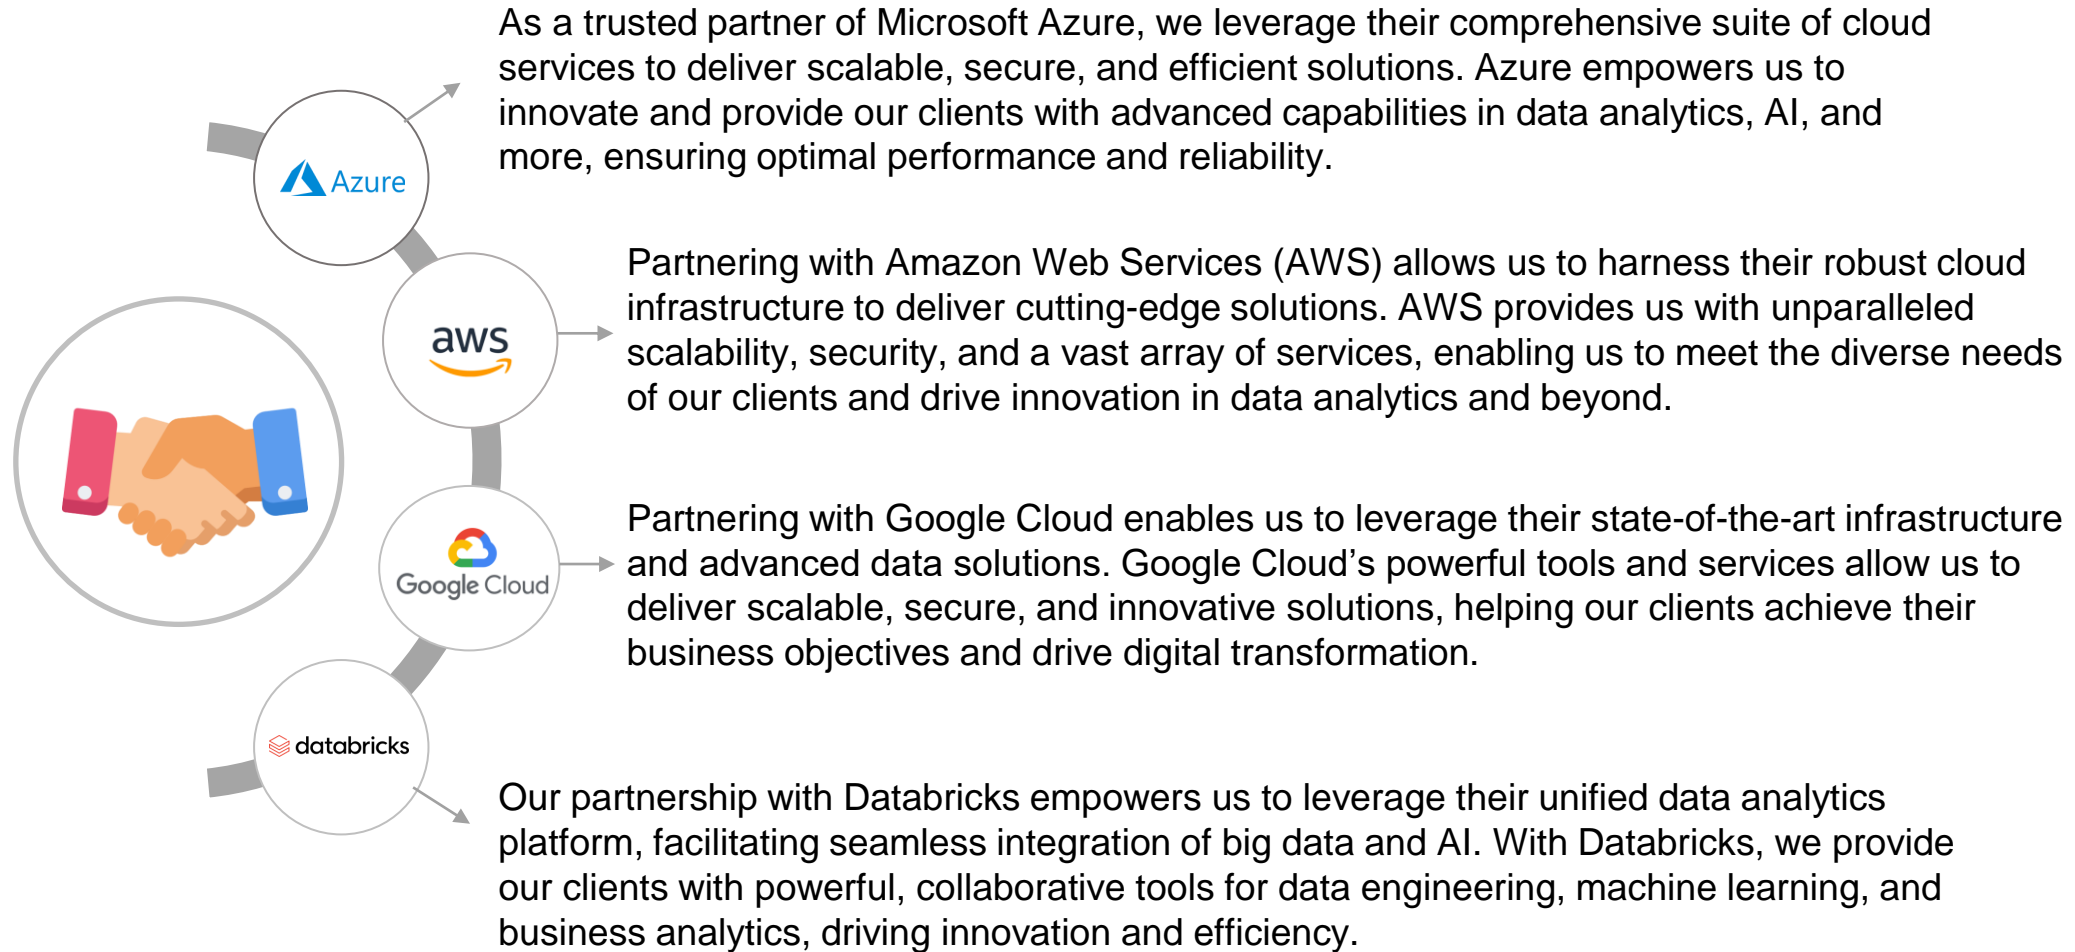 As a trusted partner of Microsoft Azure, we leverage their comprehensive suite of cloud
services to deliver scalable, secure, and efficient solutions. Azure empowers us to
innovate and provide our clients with advanced capabilities in data analytics, AI, and
more, ensuring optimal performance and reliability.
Azure
Partnering with Amazon Web Services (AWS) allows us to harness their robust cloud
infrastructure to deliver cutting-edge solutions. AWS provides us with unparalleled
scalability, security, and a vast array of services, enabling us to meet the diverse needs
of our clients and drive innovation in data analytics and beyond.
aws
Partnering with Google Cloud enables us to leverage their state-of-the-art infrastructure
and advanced data solutions. Google Cloud’s powerful tools and services allow us to
deliver scalable, secure, and innovative solutions, helping our clients achieve their
business objectives and drive digital transformation.
Google Cloud
databricks
Our partnership with Databricks empowers us to leverage their unified data analytics
platform, facilitating seamless integration of big data and AI. With Databricks, we provide
our clients with powerful, collaborative tools for data engineering, machine learning, and
business analytics, driving innovation and efficiency.